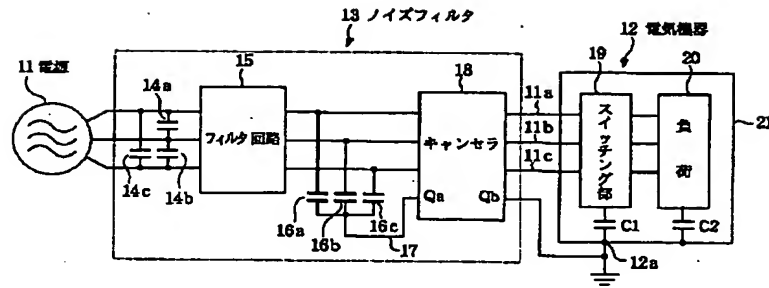 13 ノイズフィルタ
12 電気機器
11 電源
14a
15
18
19
20
フィルタ回路
キャンセラ
11a
11b
11c
スイッチング部
負荷
21
14c
14b
Qa
Qb
16a
16b
16c
17
C1
C2
12a